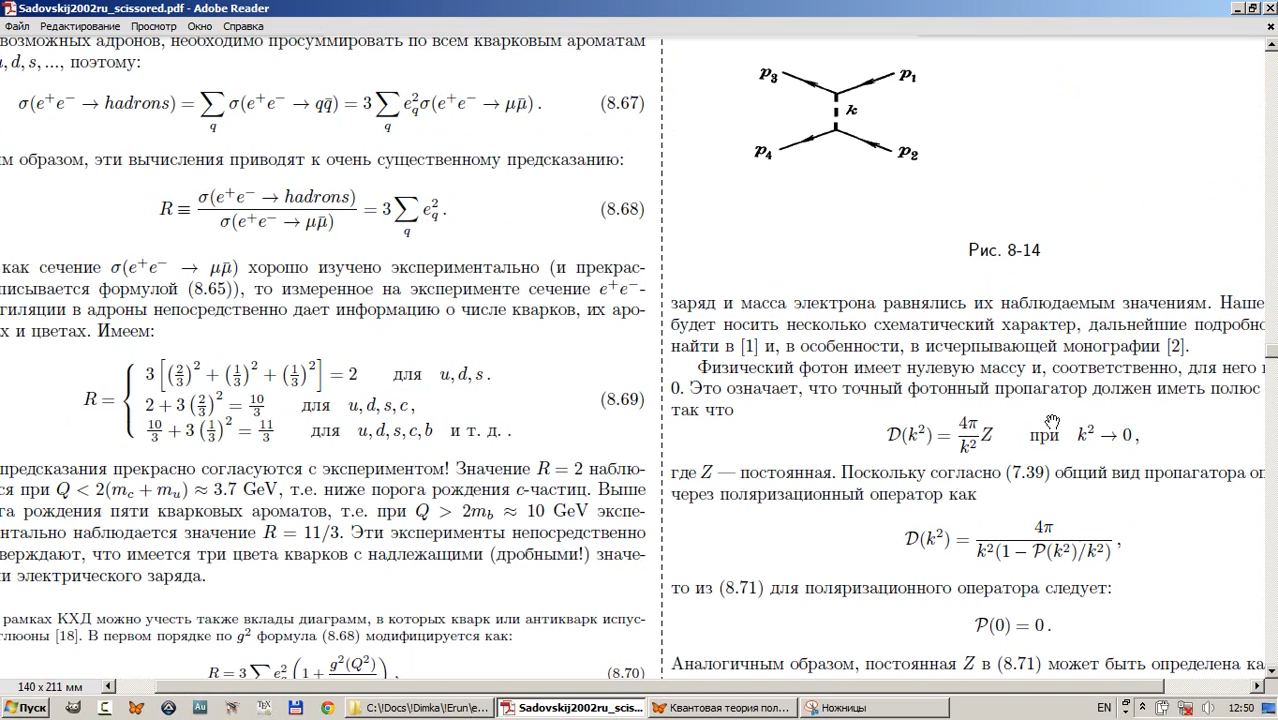 Sadovskij2002ru_scissored.pdf - Adobe Reader
Файл Редактирование Просмотр Окно Справка
возможных адронов, необходимо просуммировать по всем кварковым ароматам
, d, s, ..., поэтому:
σ(e⁺e⁻ → hadrons) = ∑_q σ(e⁺e⁻ → qq̄) = 3 ∑_q e_q² σ(e⁺e⁻ → μμ̄) . (8.67)
м образом, эти вычисления приводят к очень существенному предсказанию:
R ≡ σ(e⁺e⁻ → hadrons) / σ(e⁺e⁻ → μμ̄) = 3 ∑_q e_q² . (8.68)
как сечение σ(e⁺e⁻ → μμ̄) хорошо изучено экспериментально (и прекрас-
писывается формулой (8.65)), то измеренное на эксперименте сечение e⁺e⁻-
гиляции в адроны непосредственно дает информацию о числе кварков, их аро-
х и цветах. Имеем:
R = { 3 [(2/3)² + (1/3)² + (1/3)²] = 2 для u, d, s .
2 + 3 (2/3)² = 10/3 для u, d, s, c ,
10/3 + 3 (1/3)² = 11/3 для u, d, s, c, b и т. д. . (8.69)
предсказания прекрасно согласуются с экспериментом! Значение R = 2 наблю-
ся при Q < 2(m_c + m_u) ≈ 3.7 GeV, т.е. ниже порога рождения c-частиц. Выше
га рождения пяти кварковых ароматов, т.е. при Q > 2m_b ≈ 10 GeV экспе-
нтально наблюдается значение R = 11/3. Эти эксперименты непосредственно
верждают, что имеется три цвета кварков с надлежащими (дробными!) значе-
и электрического заряда.
рамках КХД можно учесть также вклады диаграмм, в которых кварк или антикварк испус-
глюоны [18]. В первом порядке по g² формула (8.68) модифицируется как:
R = 3 ∑ e_q² (1 + g²(Q²) , (8.70)
p₃ p₁
k
p₄ p₂
Рис. 8-14
заряд и масса электрона равнялись их наблюдаемым значениям. Наше
будет носить несколько схематический характер, дальнейшие подробно
найти в [1] и, в особенности, в исчерпывающей монографии [2].
Физический фотон имеет нулевую массу и, соответственно, для него
0. Это означает, что точный фотонный пропагатор должен иметь полюс
так что
D(k²) = 4π/k² Z при k² → 0 ,
где Z — постоянная. Поскольку согласно (7.39) общий вид пропагатора оп
через поляризационный оператор как
D(k²) = 4π / k²(1 − P(k²)/k²) ,
то из (8.71) для поляризационного оператора следует:
P(0) = 0 .
Аналогичным образом, постоянная Z в (8.71) может быть определена ка
140 x 211 мм
Пуск
C:\Docs\Dimka\Erun\e...
Sadovskij2002ru_scis...
Квантовая теория пол...
Ножницы
EN
12:50